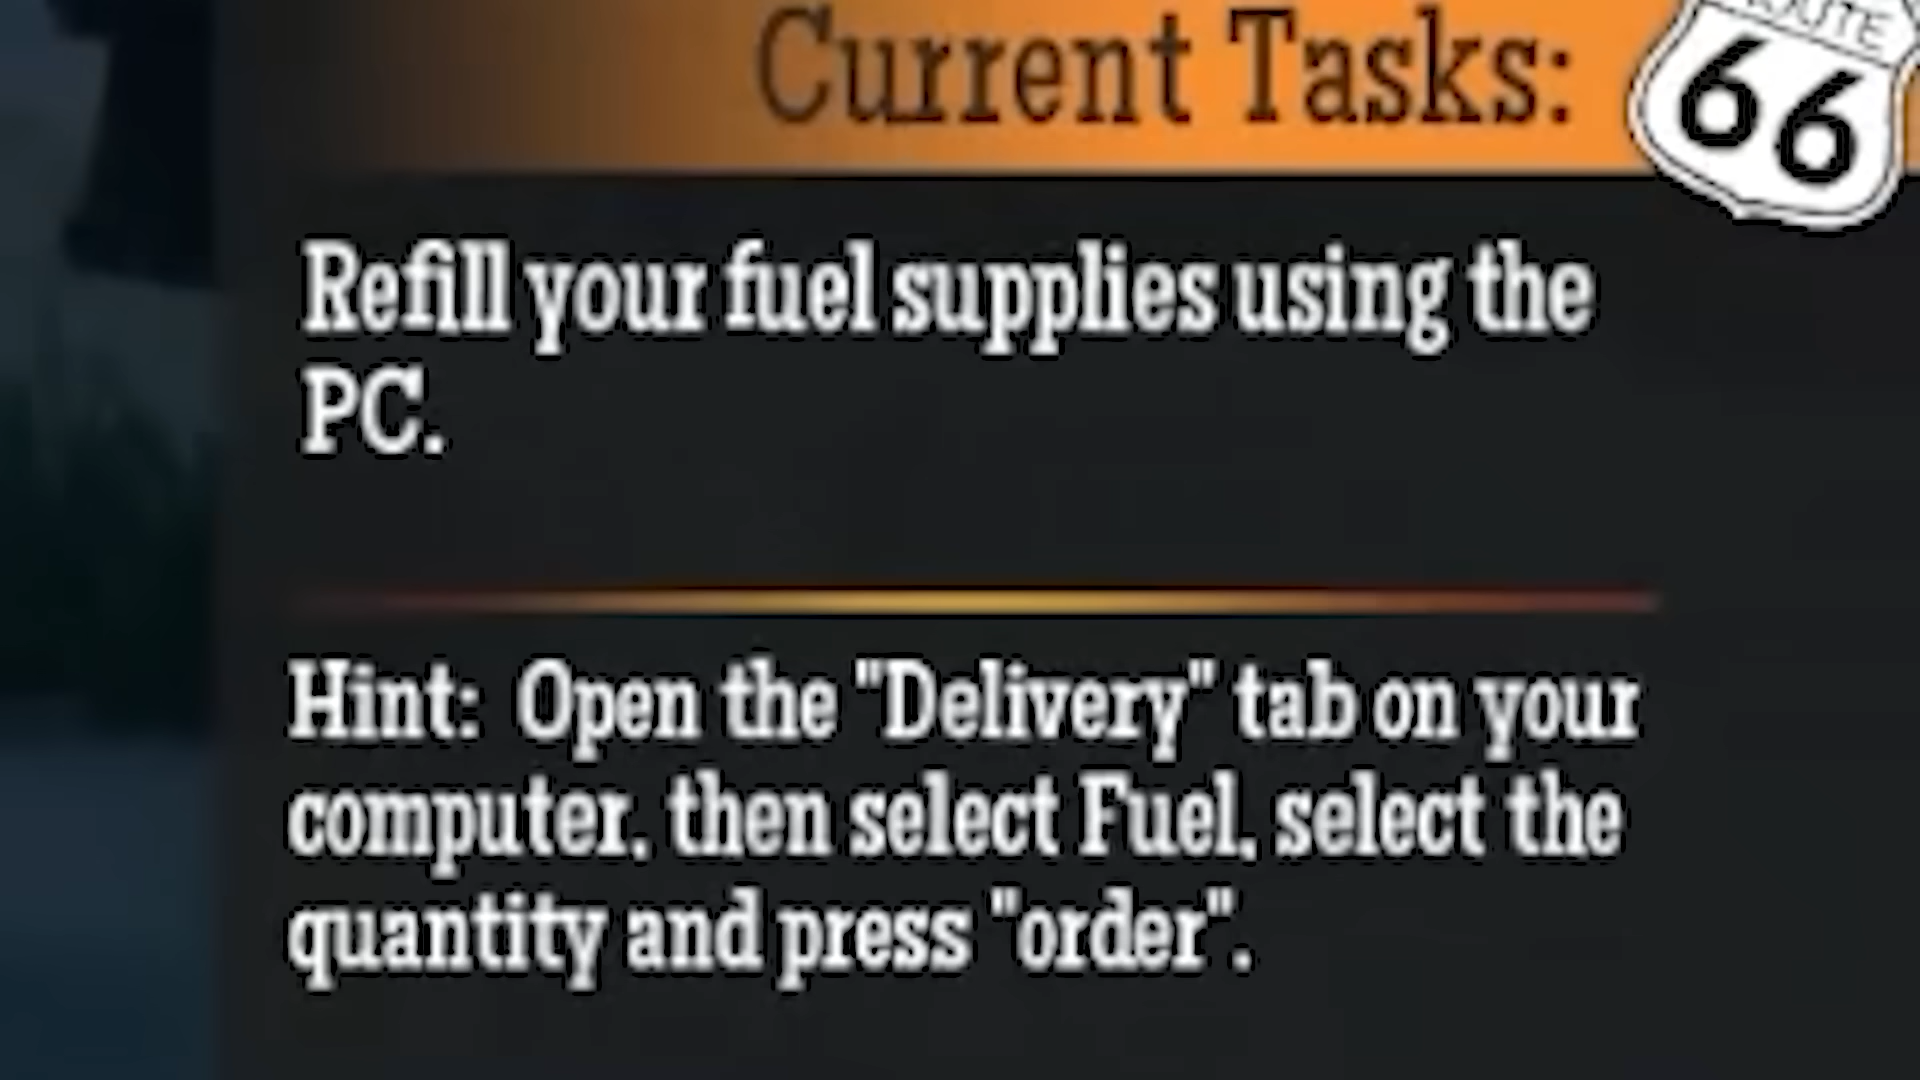 Current Tasks:
ROUTE
66
Refill your fuel supplies using the
PC.
Hint: Open the "Delivery" tab on your
computer, then select Fuel, select the
quantity and press "order".